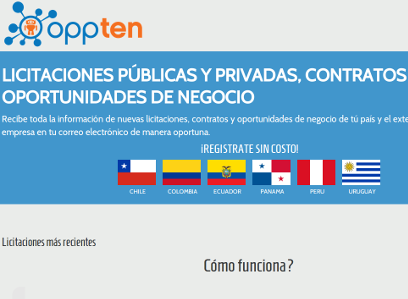 oppten
LICITACIONES PÚBLICAS Y PRIVADAS, CONTRATOS
OPORTUNIDADES DE NEGOCIO
Recibe toda la información de nuevas licitaciones, contratos y oportunidades de negocio de tú país y el exte
empresa en tu correo electrónico de manera oportuna.
¡REGISTRATE SIN COSTO!
CHILE COLOMBIA ECUADOR PANAMA PERU URUGUAY
Licitaciones más recientes
Cómo funciona?